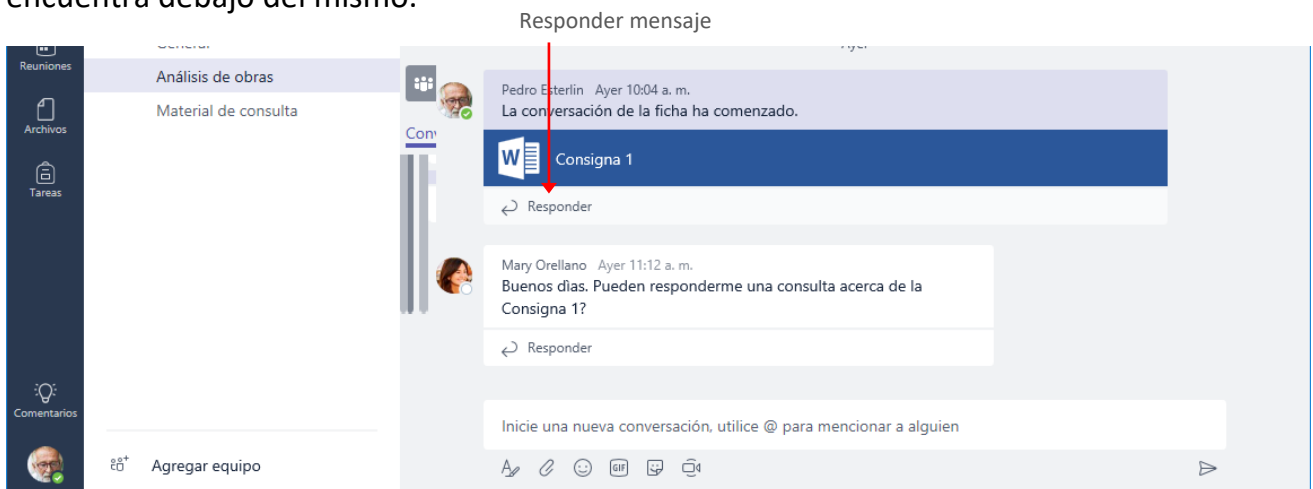 encuentra debajo del mismo.
Responder mensaje
Reuniones
General
Ayer
Análisis de obras
Material de consulta
Archivos
Tareas
Conv
Pedro Esterlin Ayer 10:04 a. m.
La conversación de la ficha ha comenzado.
W
Consigna 1
Responder
Mary Orellano Ayer 11:12 a. m.
Buenos dìas. Pueden responderme una consulta acerca de la
Consigna 1?
Responder
Comentarios
Inicie una nueva conversación, utilice @ para mencionar a alguien
Agregar equipo
GIF